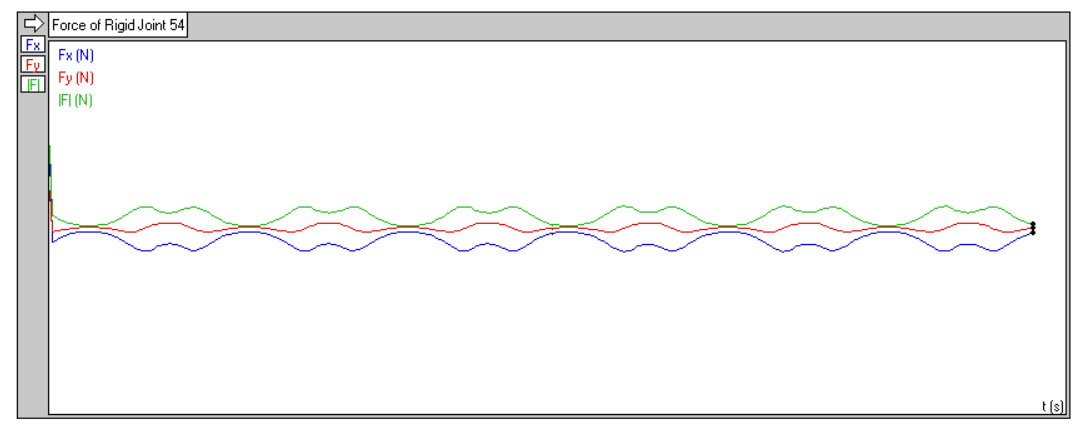 Force of Rigid Joint 54
Fx
Fy
|F|
Fx (N)
Fy (N)
|F| (N)
t (s)